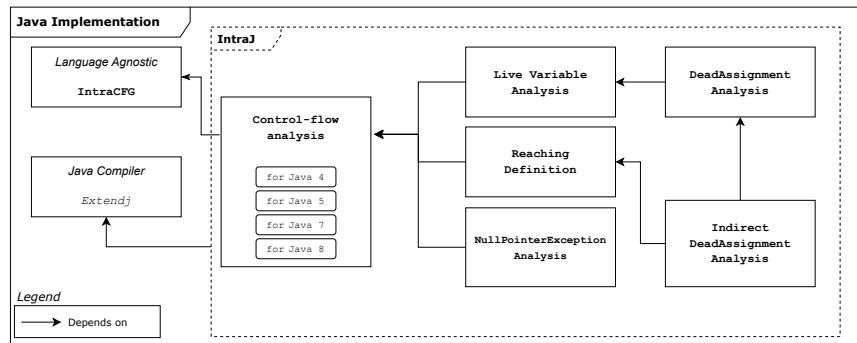 Java Implementation
IntraJ
Language Agnostic
IntraCFG
Java Compiler
Extendj
Control-flow
analysis
for Java 4
for Java 5
for Java 7
for Java 8
Live Variable
Analysis
Reaching
Definition
NullPointerException
Analysis
DeadAssignment
Analysis
Indirect
DeadAssignment
Analysis
Legend
Depends on